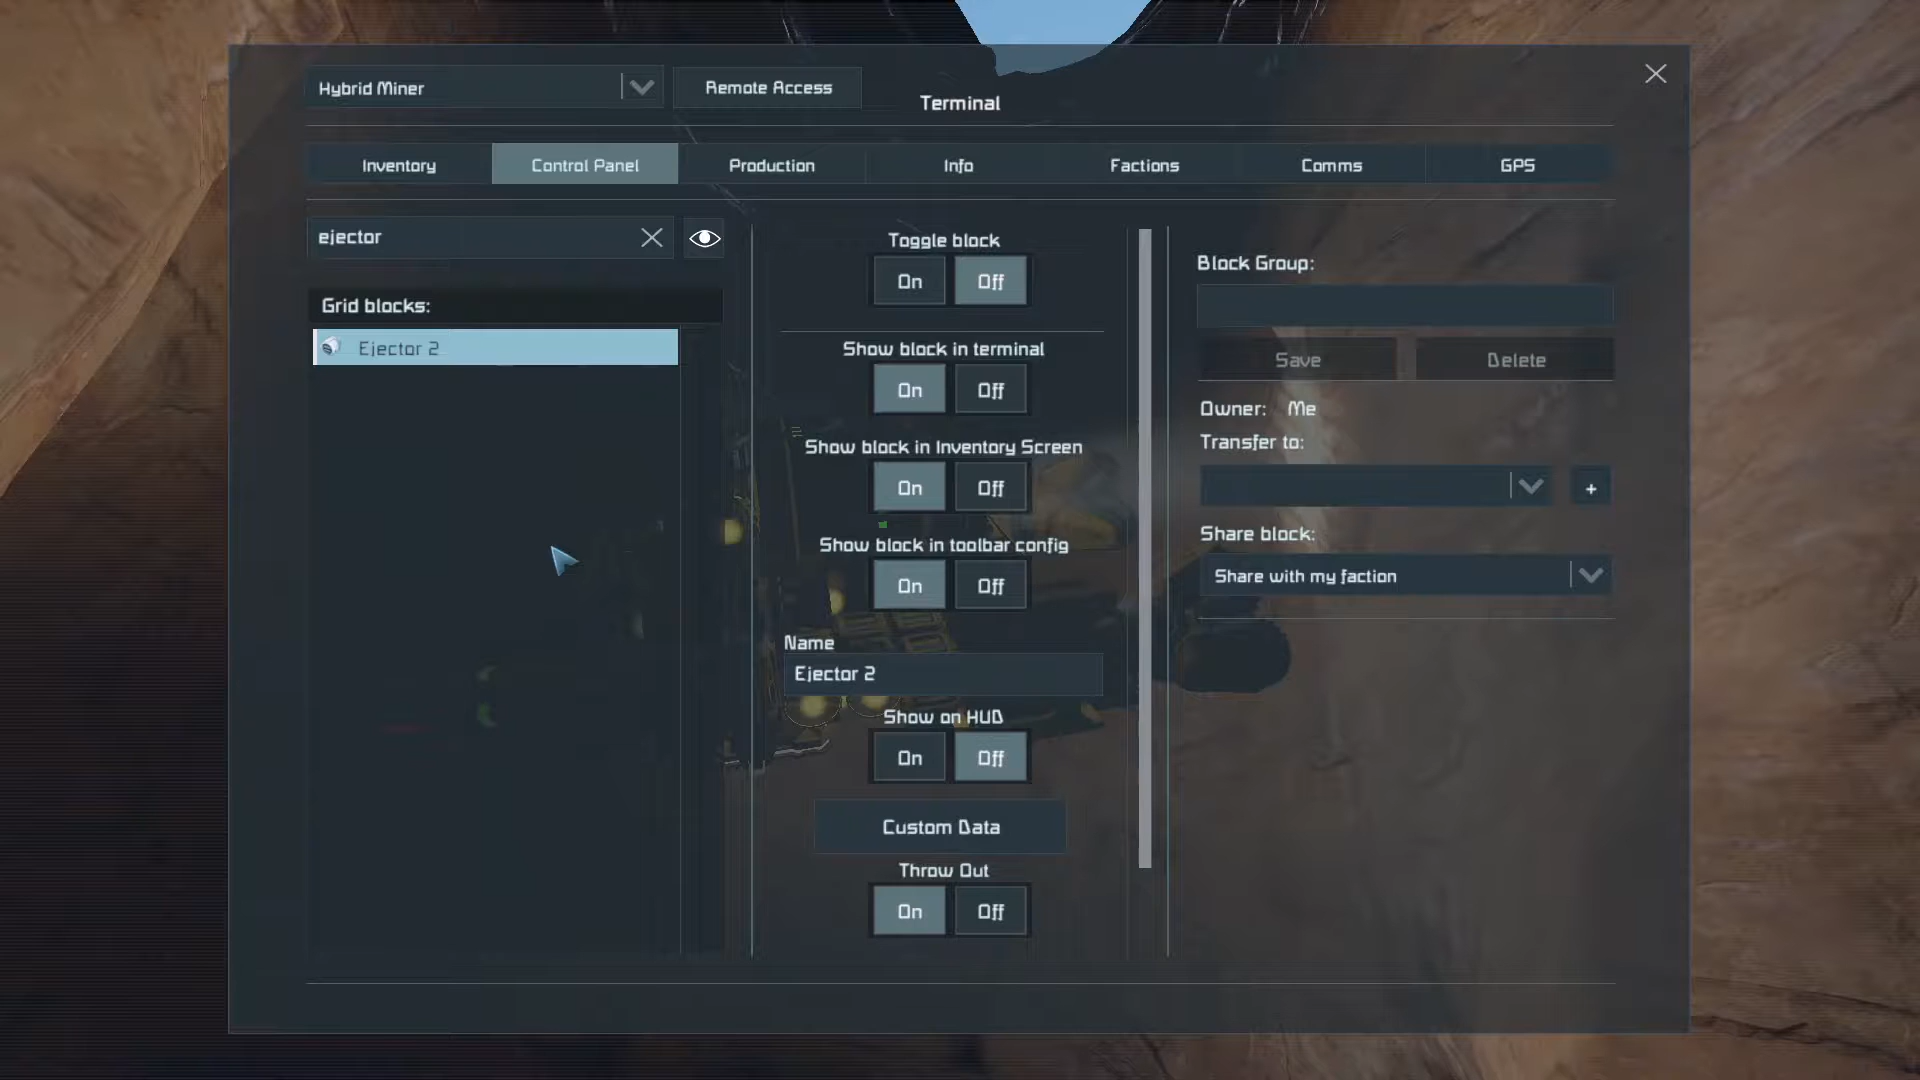 Hybrid Miner
Remote Access
Terminal
Inventory
Control Panel
Production
Info
Factions
Comms
GPS
ejector
Grid blocks:
Ejector 2
Toggle block
On Off
Show block in terminal
On Off
Show block in Inventory Screen
On Off
Show block in toolbar config
On Off
Name
Ejector 2
Show on HUD
On Off
Custom Data
Throw Out
On Off
Block Group:
Save Delete
Owner: Me
Transfer to:
+
Share block:
Share with my faction